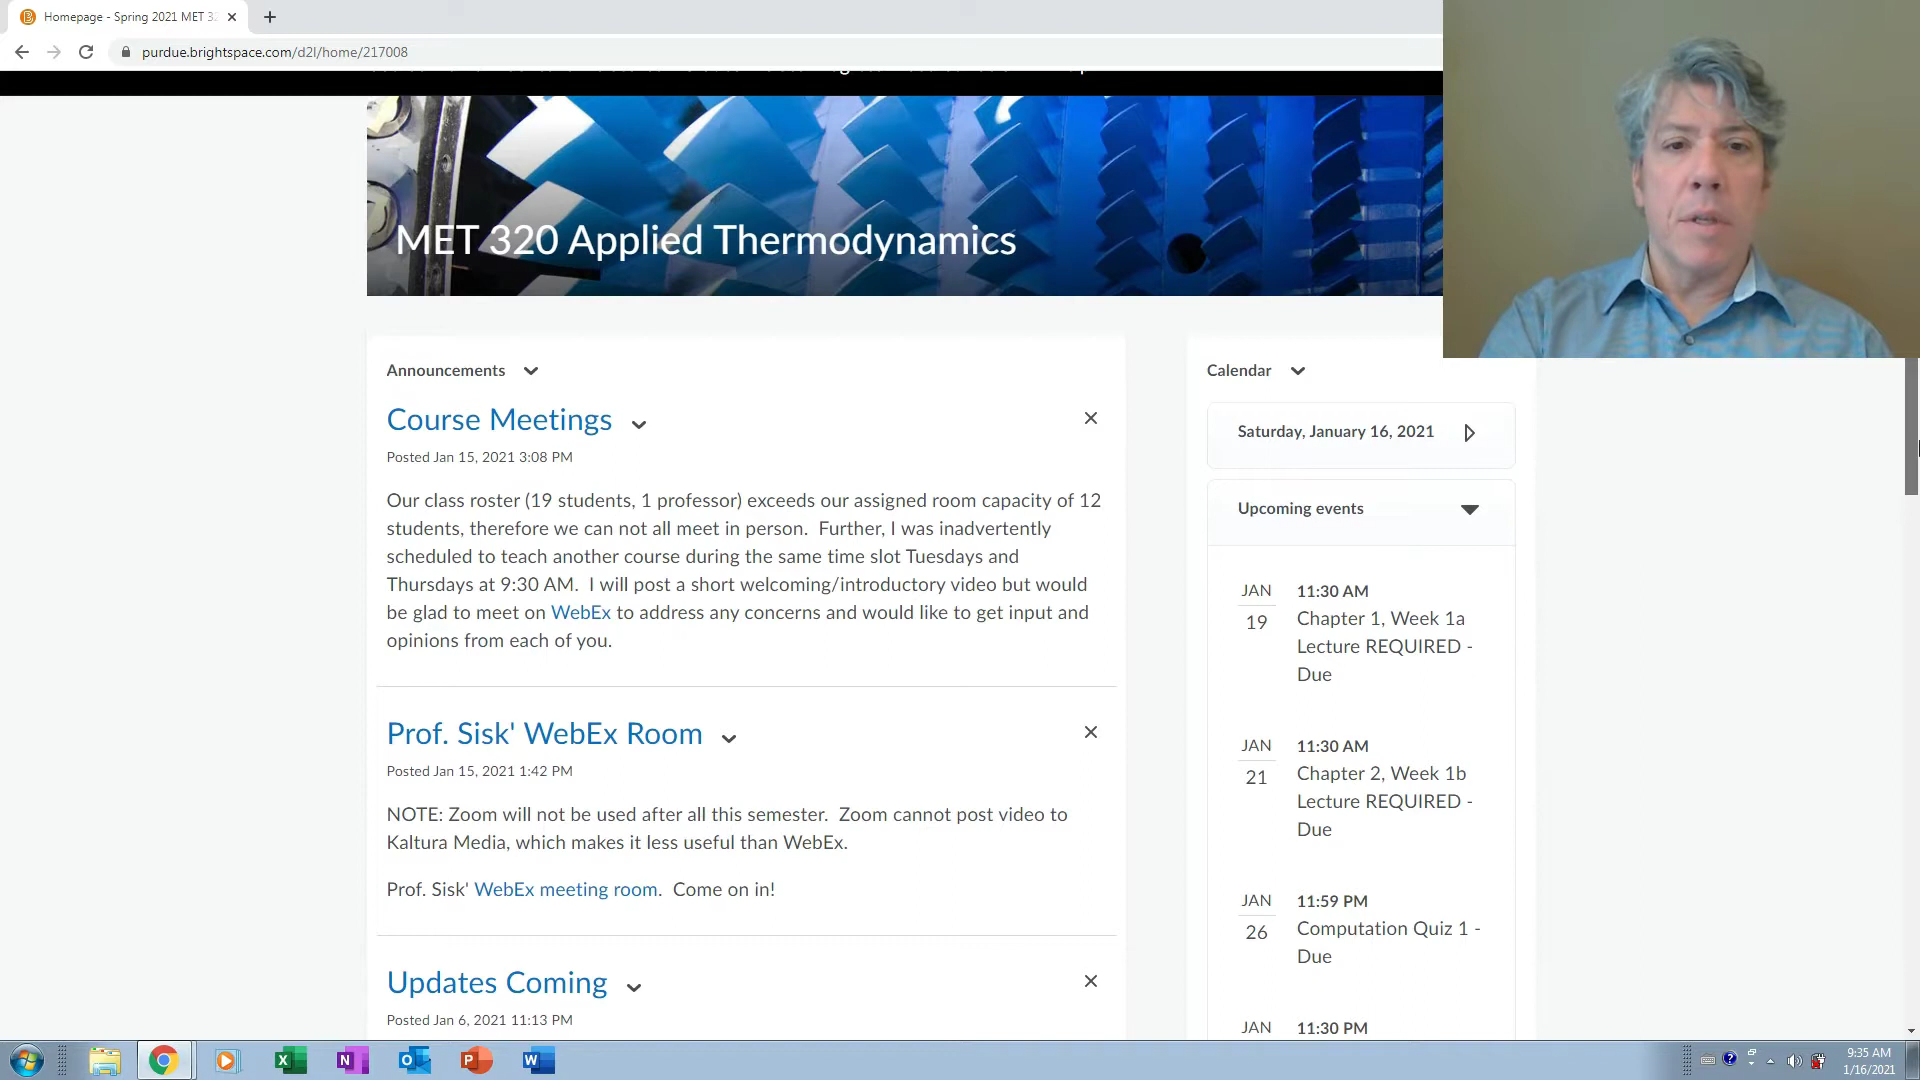 Homepage - Spring 2021 MET 32
purdue.brightspace.com/d2l/home/217008
MET 320 Applied Thermodynamics
Announcements
Course Meetings
Posted Jan 15, 2021 3:08 PM
Our class roster (19 students, 1 professor) exceeds our assigned room capacity of 12
students, therefore we can not all meet in person. Further, I was inadvertently
scheduled to teach another course during the same time slot Tuesdays and
Thursdays at 9:30 AM. I will post a short welcoming/introductory video but would
be glad to meet on WebEx to address any concerns and would like to get input and
opinions from each of you.
Prof. Sisk' WebEx Room
Posted Jan 15, 2021 1:42 PM
NOTE: Zoom will not be used after all this semester. Zoom cannot post video to
Kaltura Media, which makes it less useful than WebEx.
Prof. Sisk' WebEx meeting room. Come on in!
Updates Coming
Posted Jan 6, 2021 11:13 PM
Calendar
Saturday, January 16, 2021
Upcoming events
JAN
19
11:30 AM
Chapter 1, Week 1a
Lecture REQUIRED -
Due
JAN
21
11:30 AM
Chapter 2, Week 1b
Lecture REQUIRED -
Due
JAN
26
11:59 PM
Computation Quiz 1 -
Due
JAN
11:30 PM
9:35 AM
1/16/2021